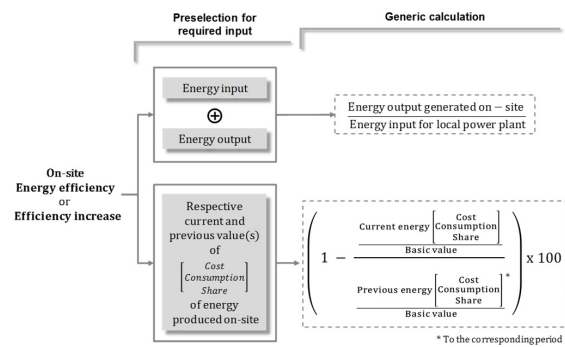 Preselection for
required input
Generic calculation
Energy input
⊕
Energy output
Energy output generated on − site
Energy input for local power plant
On-site
Energy efficiency
or
Efficiency increase
Respective
current and
previous value(s)
of
[Cost
Consumption
Share]
of energy
produced on-site
(1 −
Current energy [Cost
Consumption
Share]
Basic value
Previous energy [Cost
Consumption
Share]*
Basic value
) x 100
* To the corresponding period